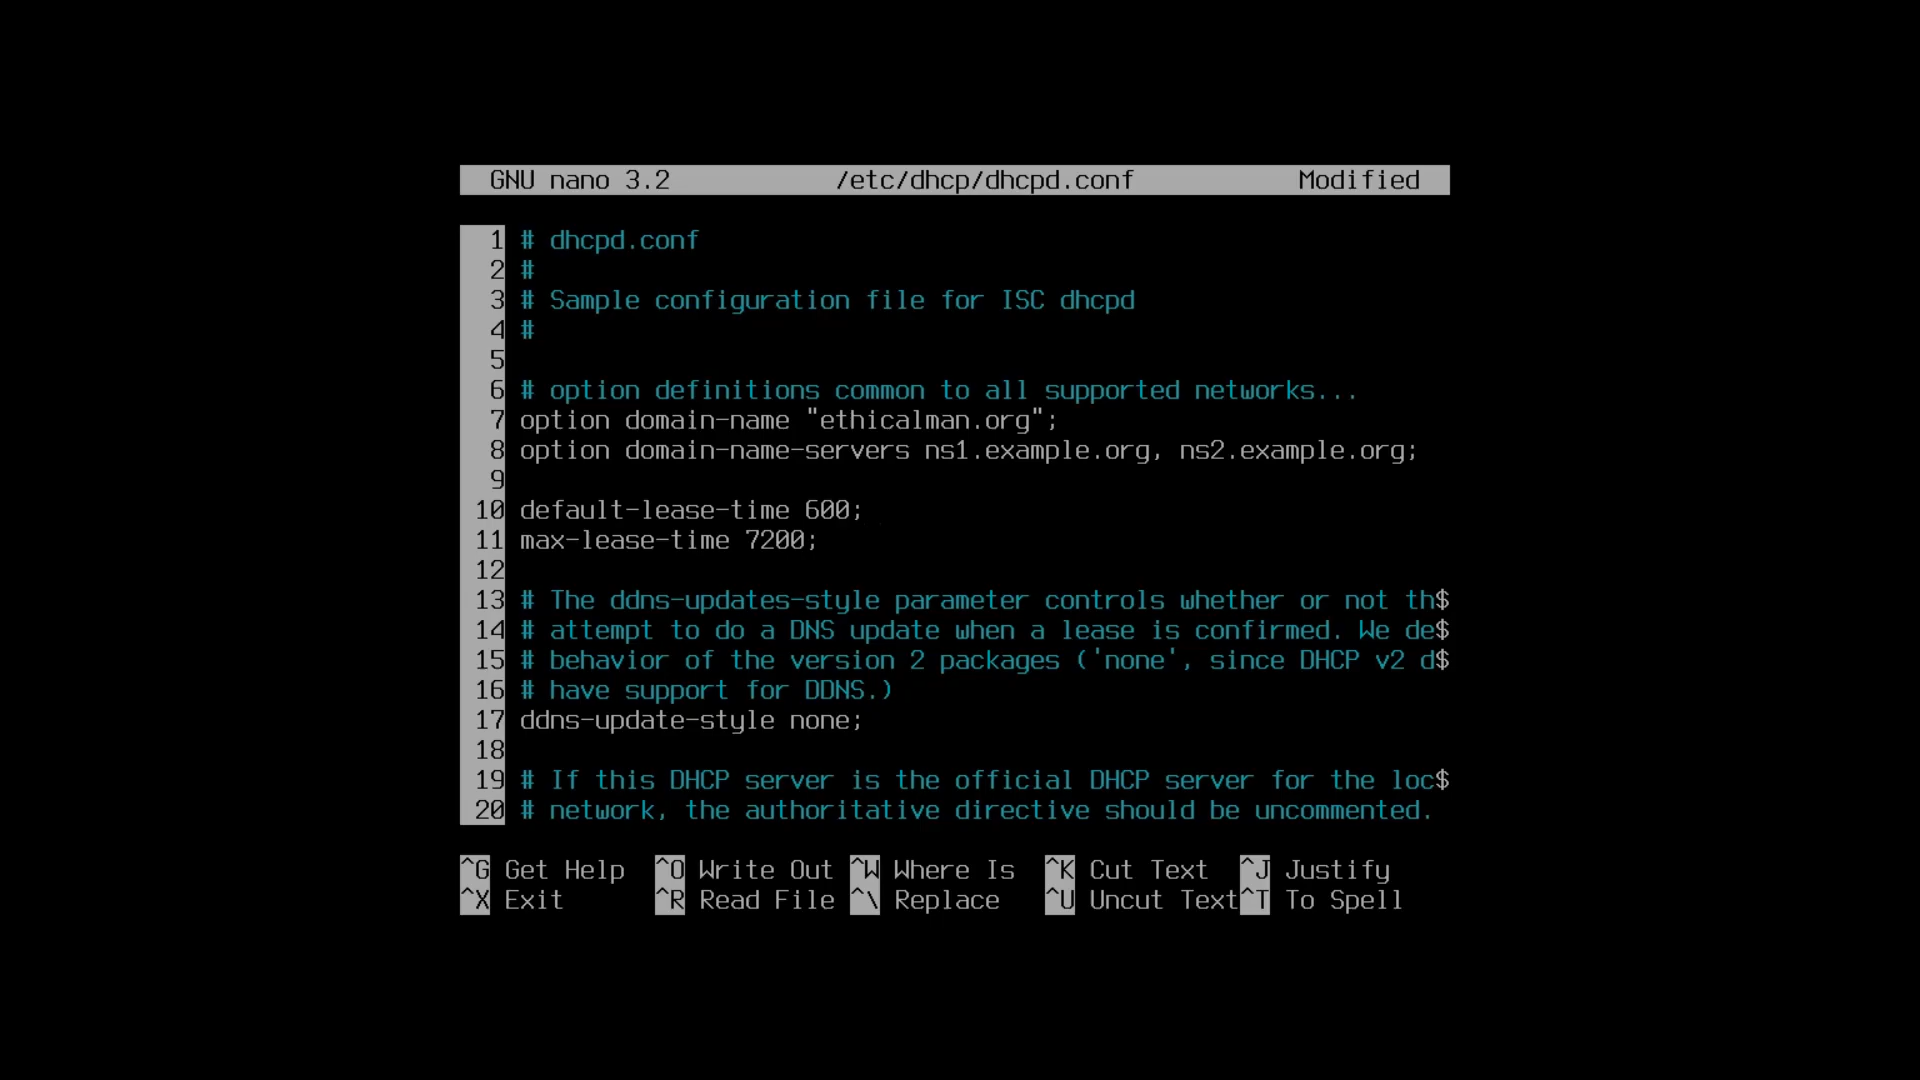 GNU nano 3.2 /etc/dhcp/dhcpd.conf Modified
1 # dhcpd.conf
2 #
3 # Sample configuration file for ISC dhcpd
4 #
5
6 # option definitions common to all supported networks...
7 option domain-name "ethicalman.org";
8 option domain-name-servers ns1.example.org, ns2.example.org;
9
10 default-lease-time 600;
11 max-lease-time 7200;
12
13 # The ddns-updates-style parameter controls whether or not th$
14 # attempt to do a DNS update when a lease is confirmed. We de$
15 # behavior of the version 2 packages ('none', since DHCP v2 d$
16 # have support for DDNS.)
17 ddns-update-style none;
18
19 # If this DHCP server is the official DHCP server for the loc$
20 # network, the authoritative directive should be uncommented.
^G Get Help ^O Write Out ^W Where Is ^K Cut Text ^J Justify
^X Exit ^R Read File ^\ Replace ^U Uncut Text ^T To Spell